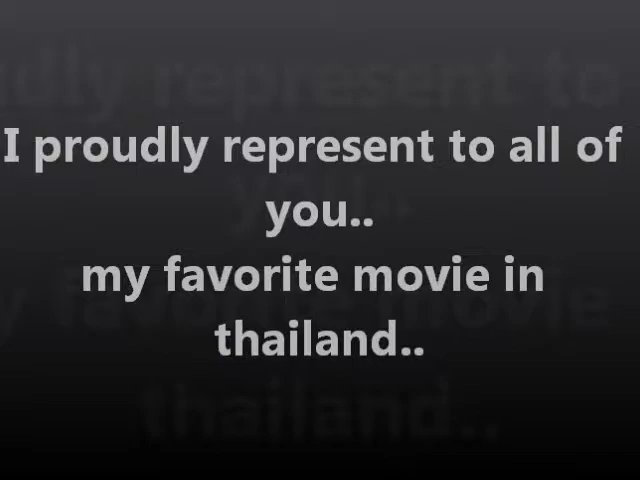 I proudly represent to all of
you..
my favorite movie in
thailand..